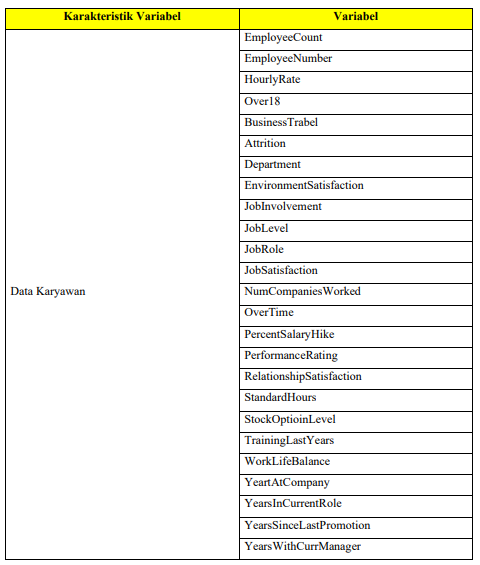 Karakteristik Variabel Variabel
EmployeeCount
EmployeeNumber
HourlyRate
Over18
BusinessTrabel
Attrition
Department
EnvironmentSatisfaction
JobInvolvement
JobLevel
JobRole
JobSatisfaction
Data Karyawan NumCompaniesWorked
OverTime
PercentSalaryHike
PerformanceRating
RelationshipSatisfaction
StandardHours
StockOptioinLevel
TrainingLastYears
WorkLifeBalance
YeartAtCompany
YearsInCurrentRole
YearsSinceLastPromotion
YearsWithCurrManager